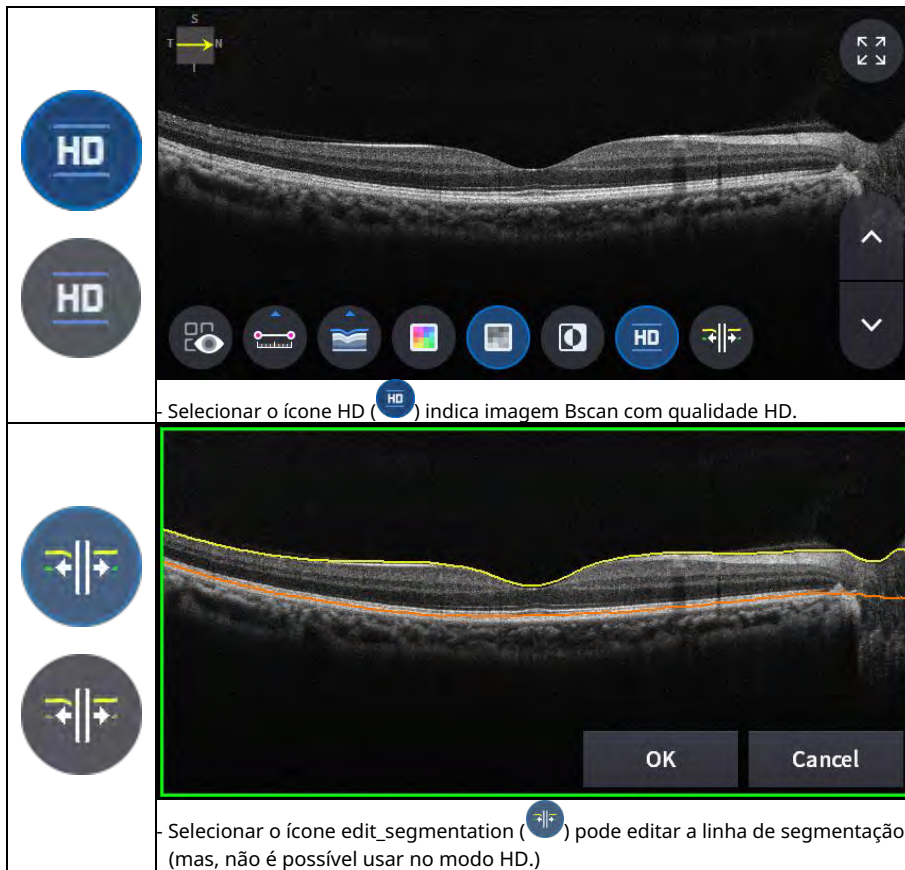 S
T N
I
HD
HD
HD
- Selecionar o ícone HD ( HD ) indica imagem Bscan com qualidade HD.
OK Cancel
- Selecionar o ícone edit_segmentation ( ) pode editar a linha de segmentação
(mas, não é possível usar no modo HD.)